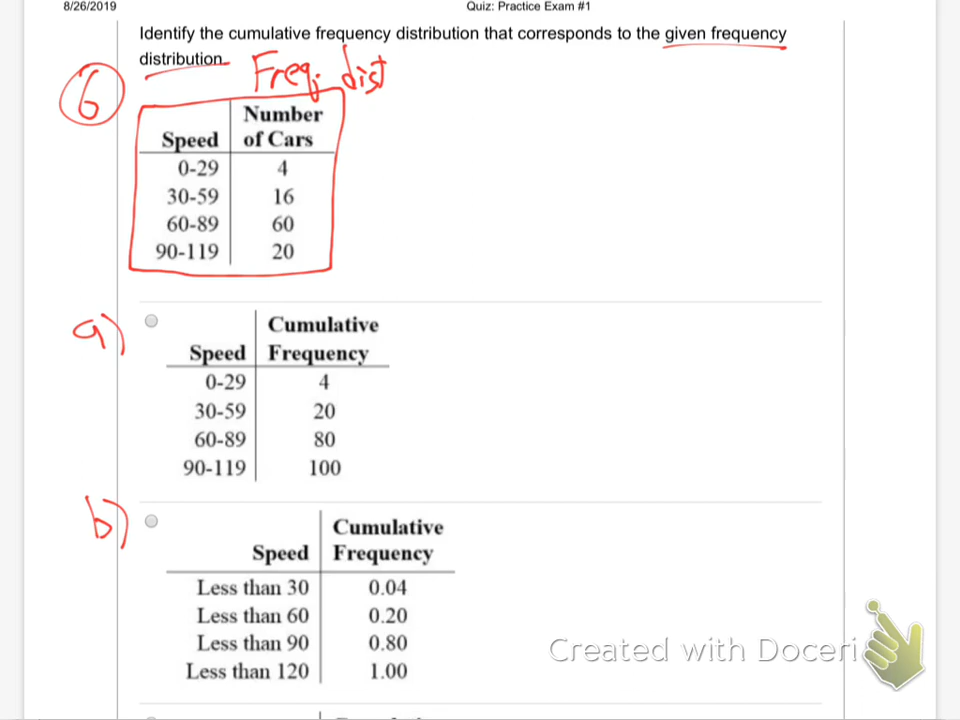 8/26/2019 Quiz: Practice Exam #1
Identify the cumulative frequency distribution that corresponds to the given frequency
distribution.
Freq. dist
6
Number
Speed of Cars
0-29 4
30-59 16
60-89 60
90-119 20
a)
Cumulative
Speed Frequency
0-29 4
30-59 20
60-89 80
90-119 100
b)
Cumulative
Speed Frequency
Less than 30 0.04
Less than 60 0.20
Less than 90 0.80
Less than 120 1.00
Created with Doceri